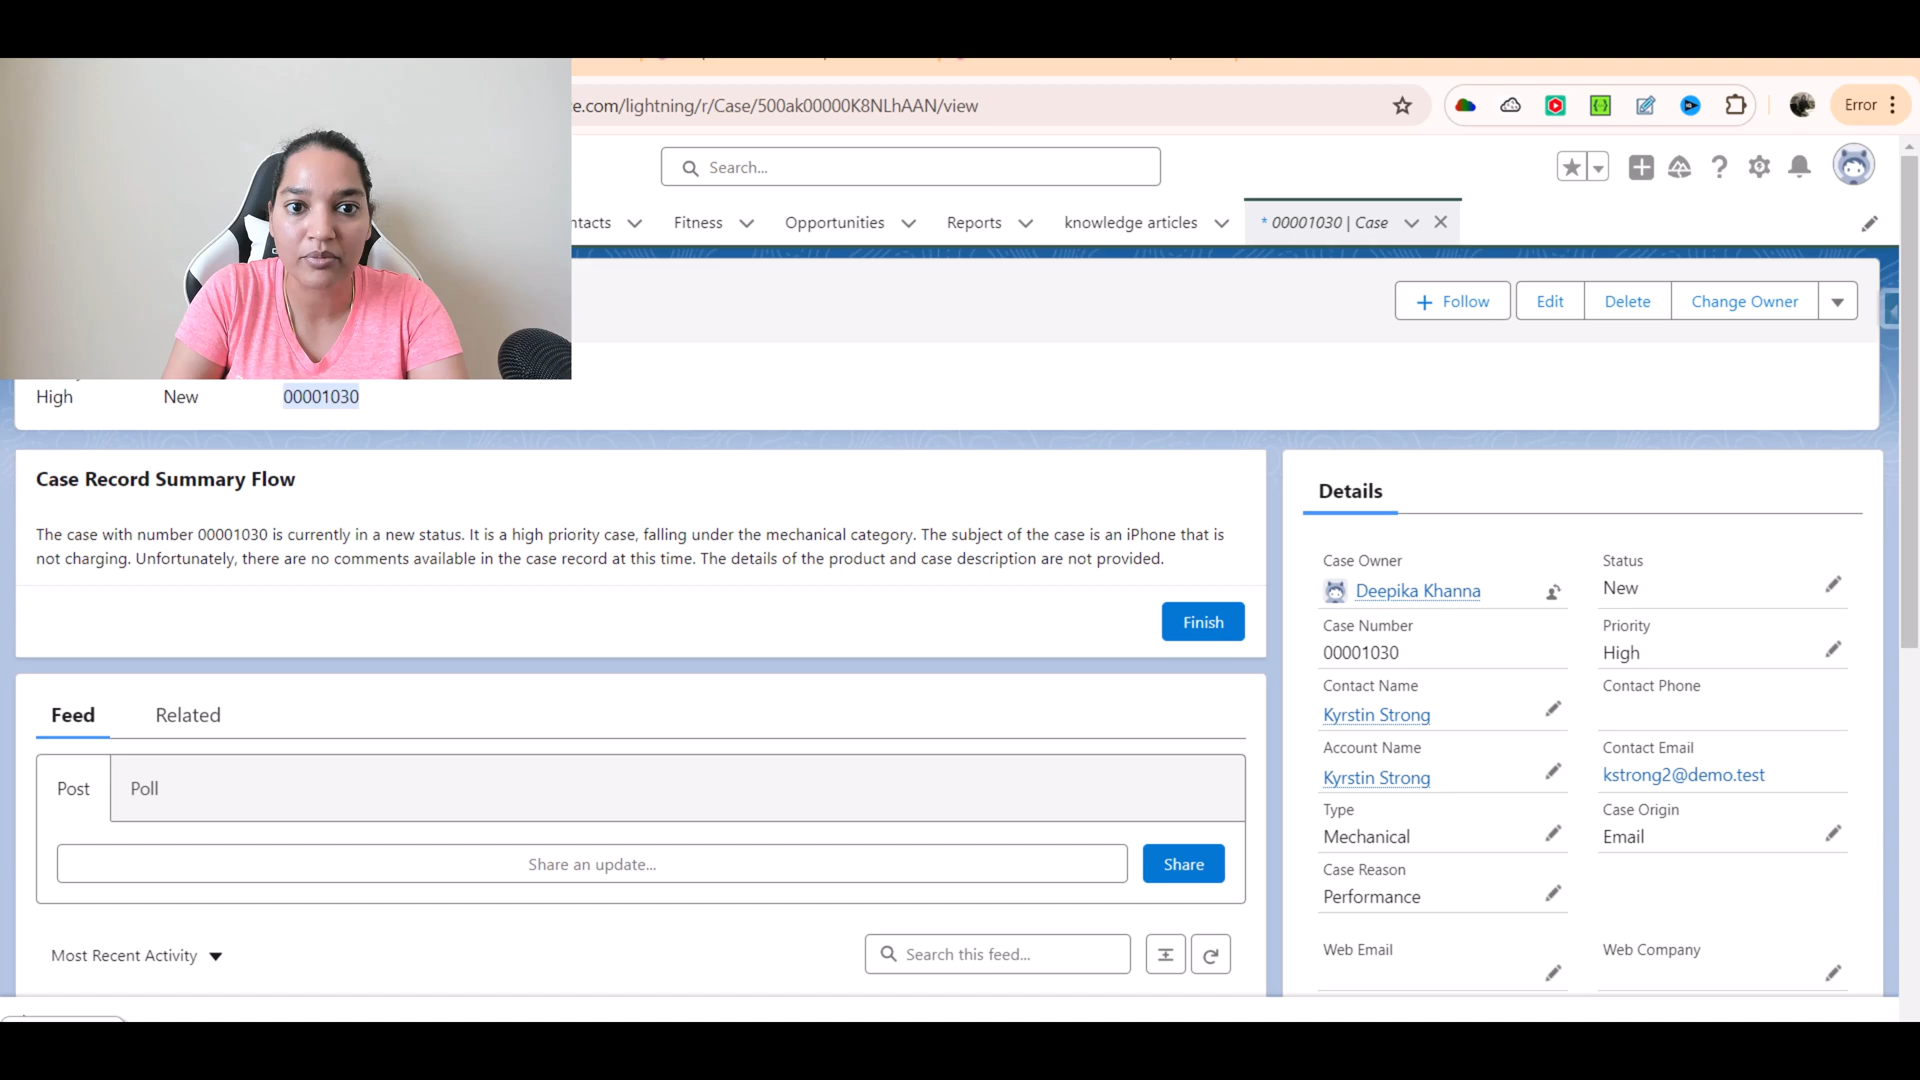 e.com/lightning/r/Case/500ak00000K8NLhAAN/view
Error
Search...
ntacts
Fitness
Opportunities
Reports
knowledge articles
* 00001030 | Case
Follow
Edit
Delete
Change Owner
High
New
00001030
Case Record Summary Flow
The case with number 00001030 is currently in a new status. It is a high priority case, falling under the mechanical category. The subject of the case is an iPhone that is
not charging. Unfortunately, there are no comments available in the case record at this time. The details of the product and case description are not provided.
Finish
Feed
Related
Post
Poll
Share an update...
Share
Most Recent Activity
Search this feed...
Details
Case Owner
Deepika Khanna
Status
New
Case Number
00001030
Priority
High
Contact Name
Kyrstin Strong
Contact Phone
Account Name
Kyrstin Strong
Contact Email
kstrong2@demo.test
Type
Mechanical
Case Origin
Email
Case Reason
Performance
Web Email
Web Company